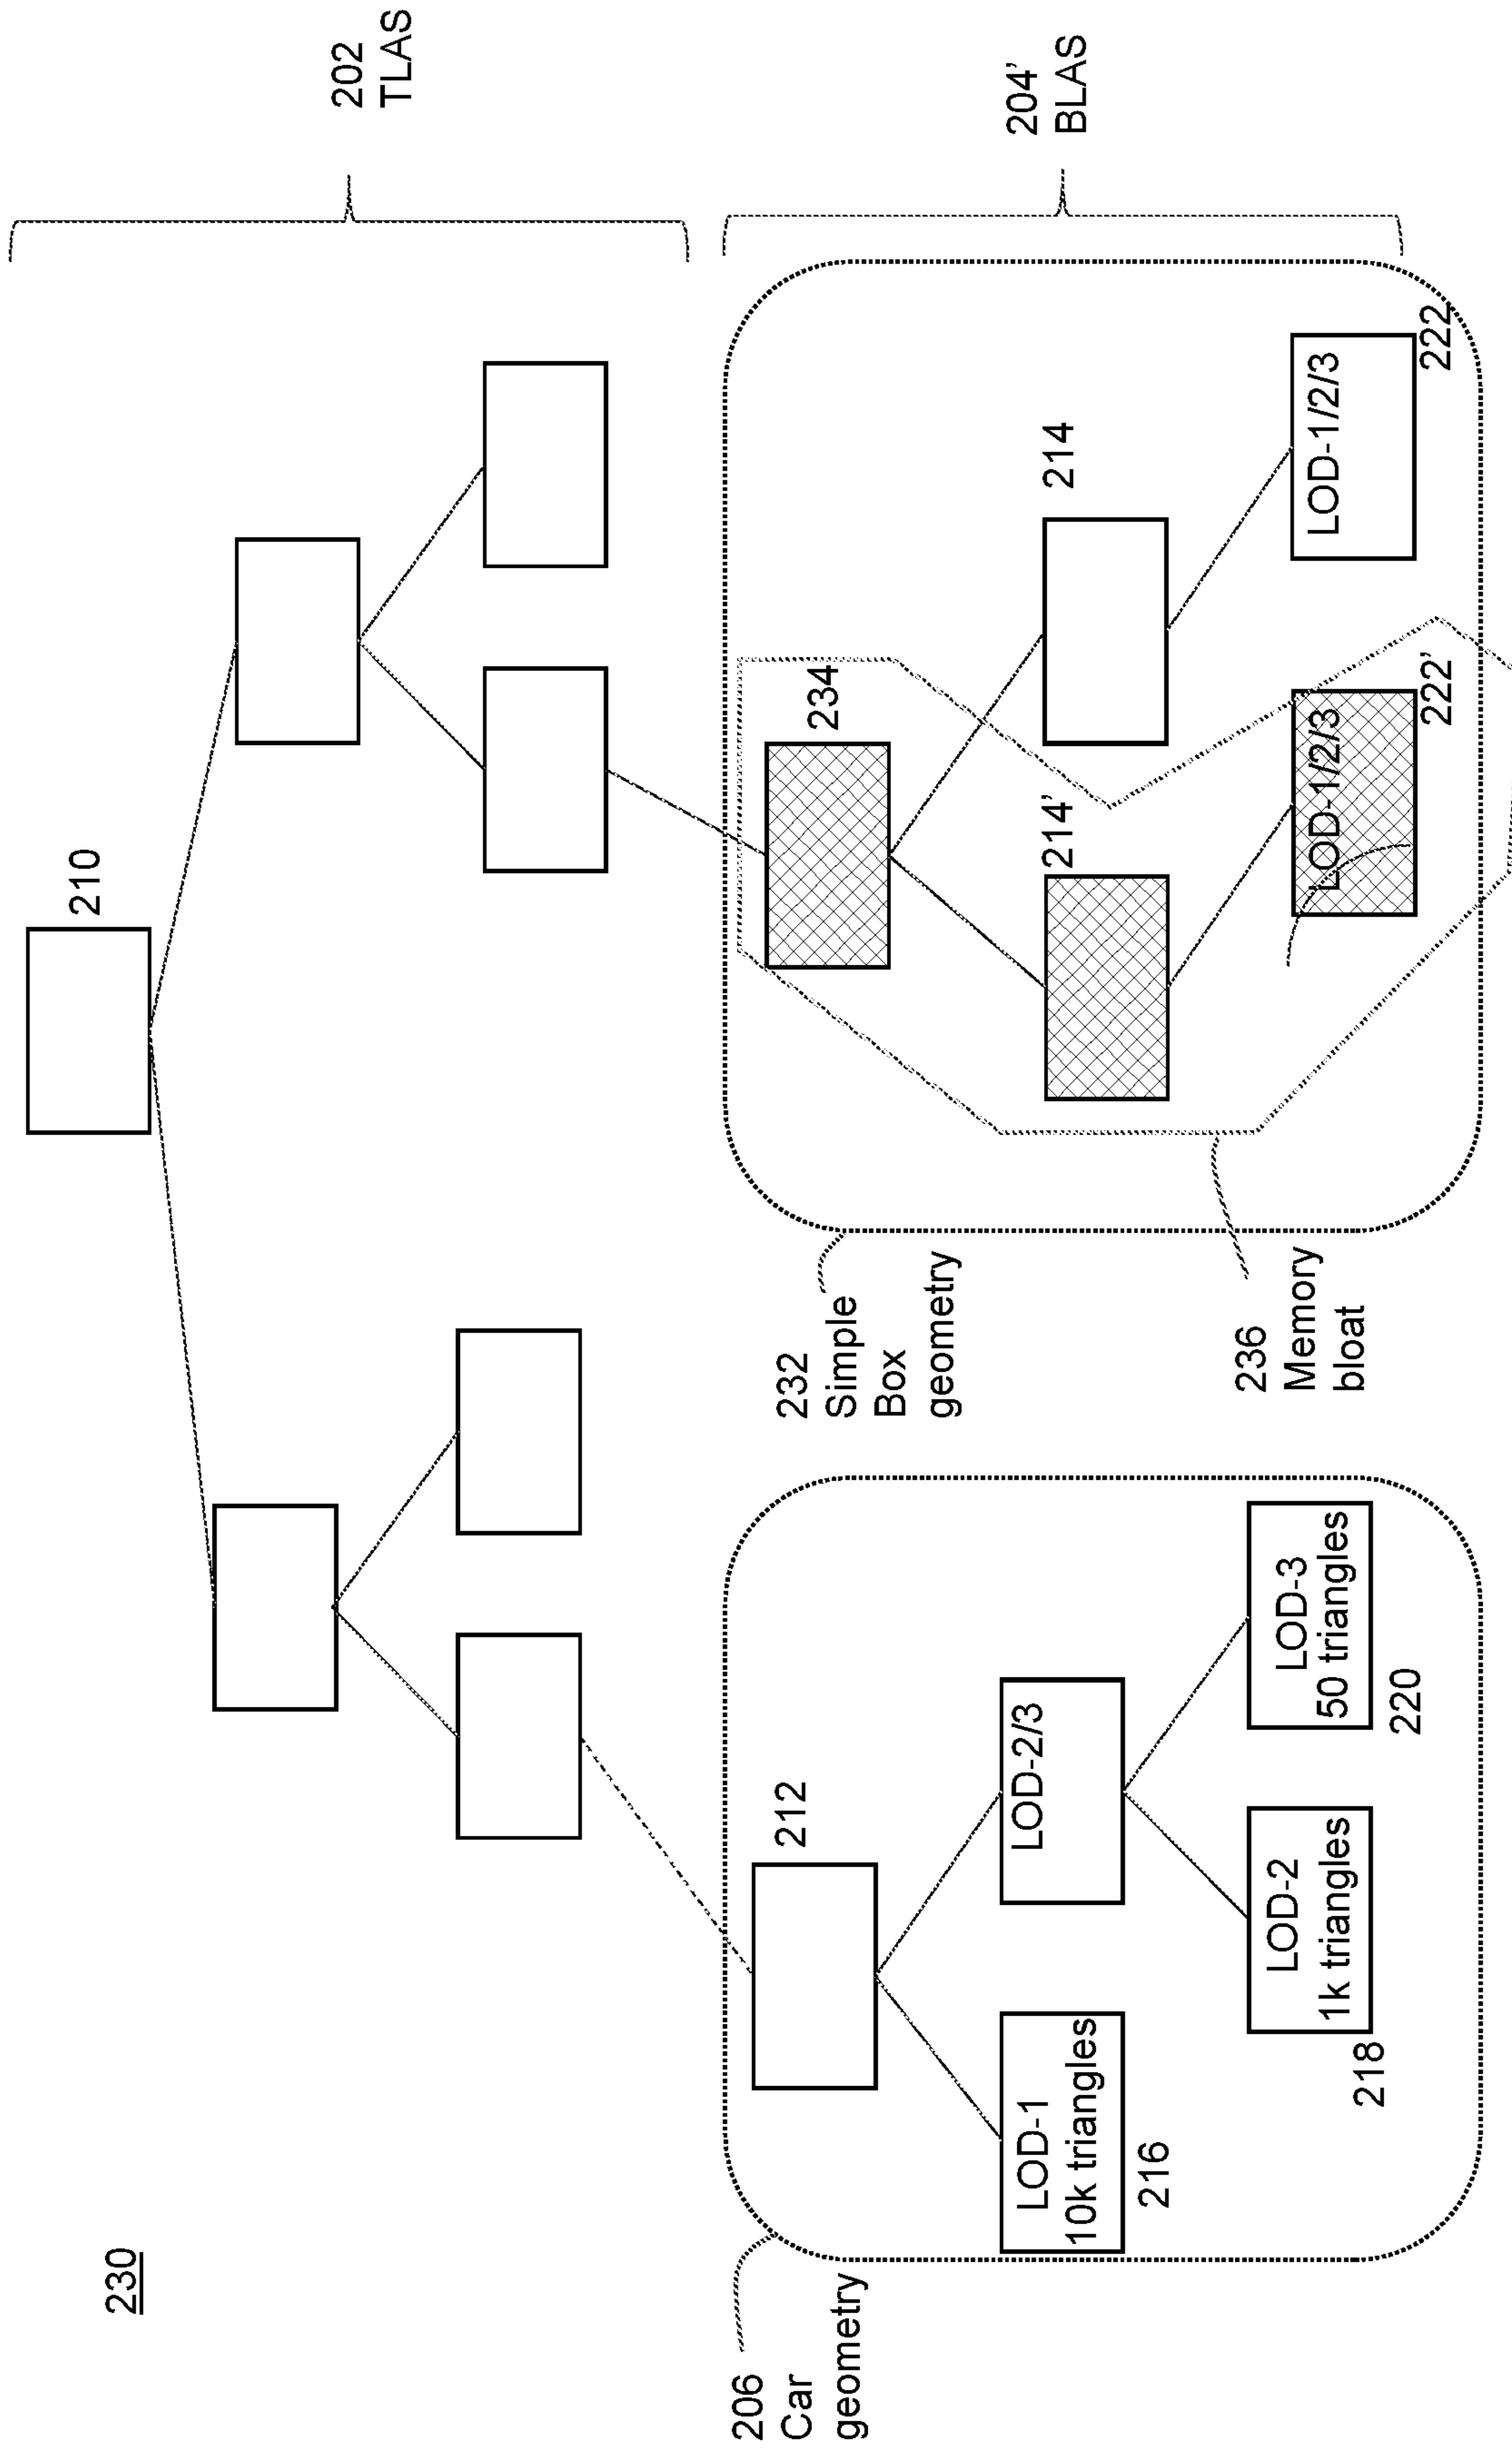 230
210
202
TLAS
206
Car
geometry
212
LOD-1
10k triangles
216
LOD-2/3
LOD-2
1k triangles
218
LOD-3
50 triangles
220
232
Simple
Box
geometry
236
Memory
bloat
234
214'
214
LOD-1/2/3
222'
LOD-1/2/3
222
204'
BLAS